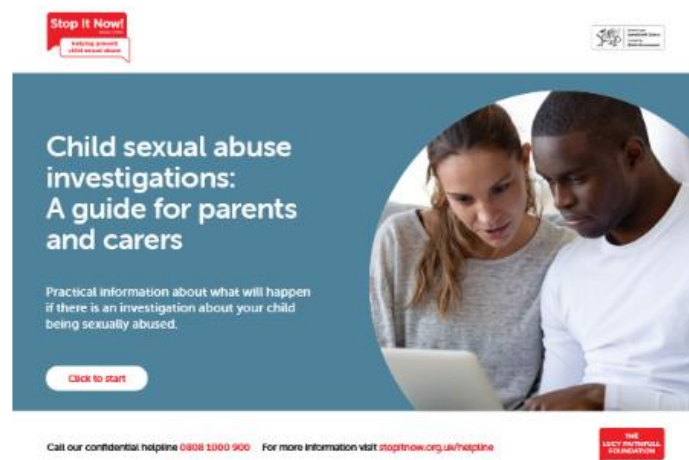 Stop It Now!
helping prevent
child sexual abuse
Child sexual abuse
investigations:
A guide for parents
and carers
Practical information about what will happen
if there is an investigation about your child
being sexually abused.
Click to start
Call our confidential helpline 0808 1000 900 For more information visit stopitnow.org.uk/helpline
THE
LUCY FAITHFULL
FOUNDATION